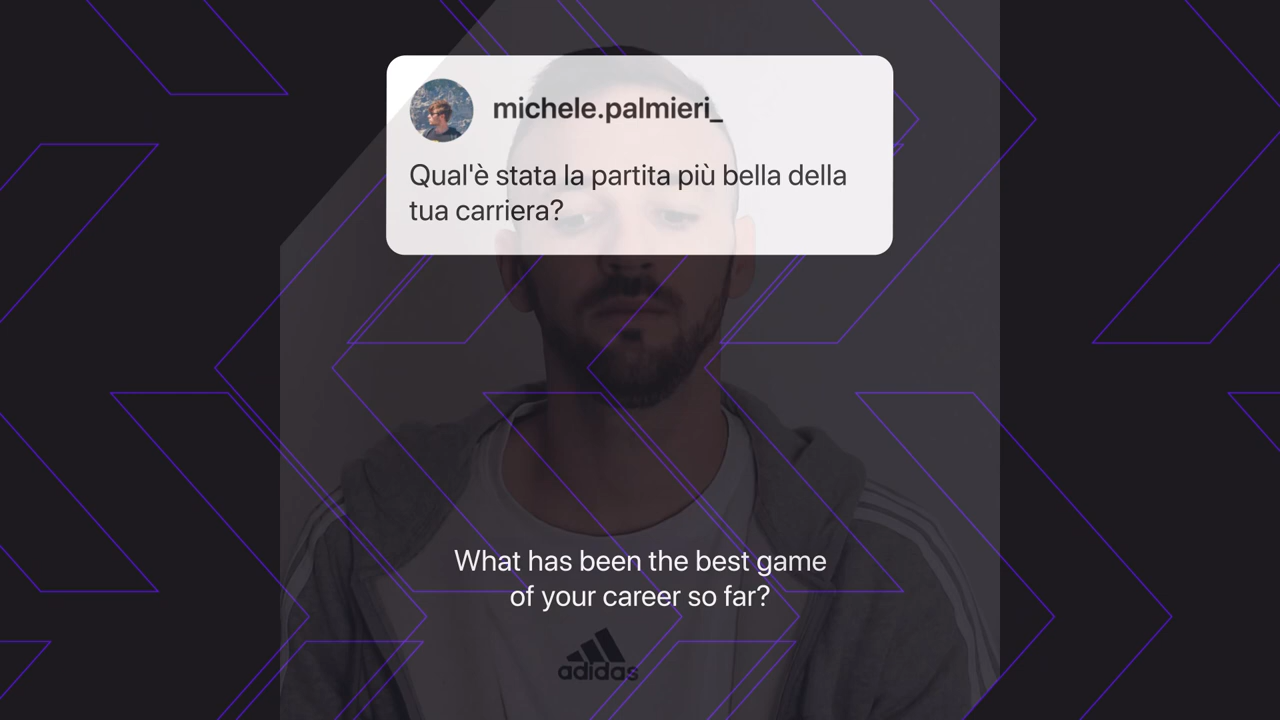 michele.palmieri_
Qual'è stata la partita più bella della
tua carriera?
What has been the best game
of your career so far?
adidas